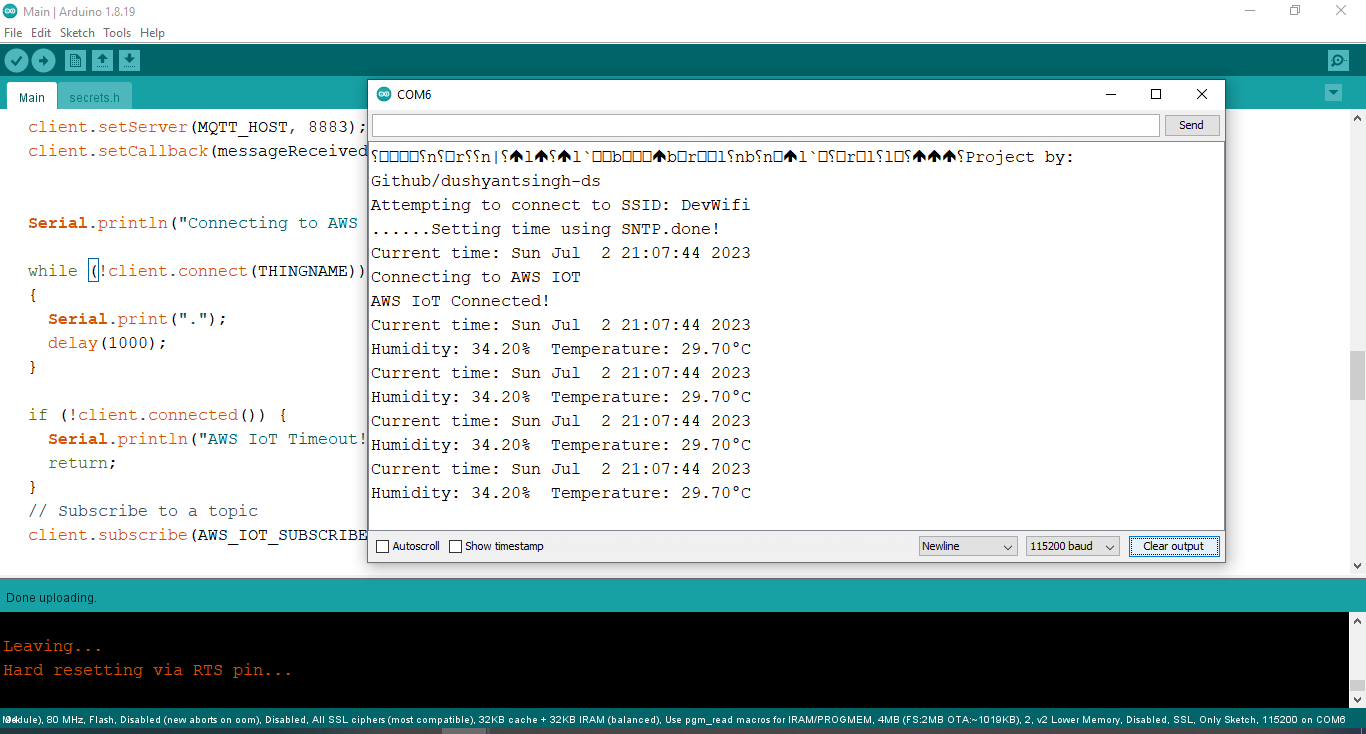 Main | Arduino 1.8.19
File Edit Sketch Tools Help
Main secrets.h
client.setServer(MQTT_HOST, 8883);
client.setCallback(messageReceived
Serial.println("Connecting to AWS
while (!client.connect(THINGNAME))
{
Serial.print(".");
delay(1000);
}
if (!client.connected()) {
Serial.println("AWS IoT Timeout!
return;
}
// Subscribe to a topic
client.subscribe(AWS_IOT_SUBSCRIBE
COM6
Send
Project by:
Github/dushyantsingh-ds
Attempting to connect to SSID: DevWifi
......Setting time using SNTP.done!
Current time: Sun Jul  2 21:07:44 2023
Connecting to AWS IOT
AWS IoT Connected!
Current time: Sun Jul  2 21:07:44 2023
Humidity: 34.20%  Temperature: 29.70°C
Current time: Sun Jul  2 21:07:44 2023
Humidity: 34.20%  Temperature: 29.70°C
Current time: Sun Jul  2 21:07:44 2023
Humidity: 34.20%  Temperature: 29.70°C
Current time: Sun Jul  2 21:07:44 2023
Humidity: 34.20%  Temperature: 29.70°C
Autoscroll Show timestamp Newline 115200 baud Clear output
Done uploading.
Leaving...
Hard resetting via RTS pin...
80 MHz, Flash, Disabled (new aborts on oom), Disabled, All SSL ciphers (most compatible), 32KB cache + 32KB IRAM (balanced), Use pgm_read macros for IRAM/PROGMEM, 4MB (FS:2MB OTA:~1019KB), 2, v2 Lower Memory, Disabled, SSL, Only Sketch, 115200 on COM6